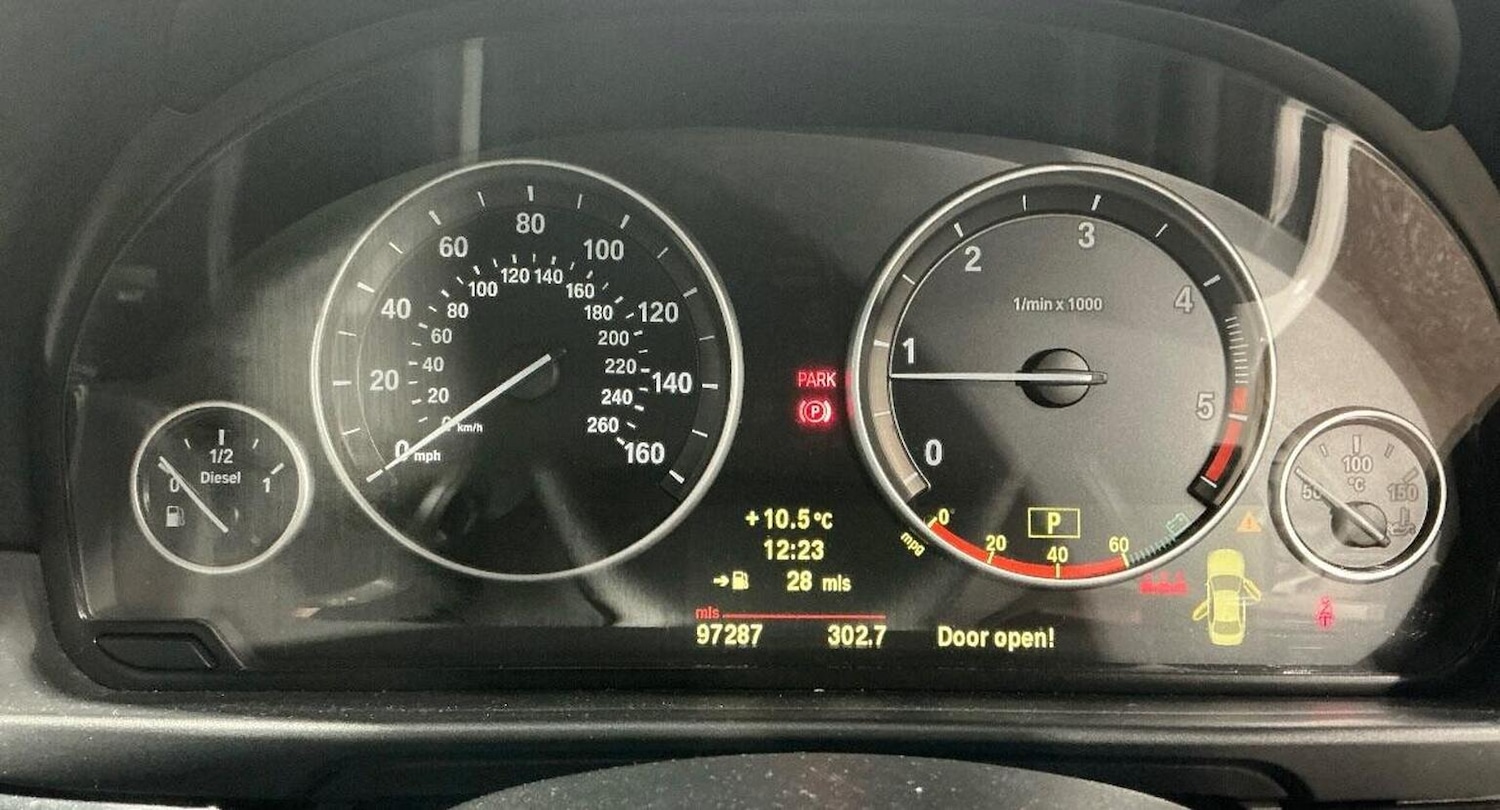 0
1/2
Diesel
1
0 20 40 60 80 100 120 140 160
mph
0 20 40 60 80 100 120 140 160 180 200 220 240 260
km/h
PARK
P
+10.5°C
12:23
28 mls
mls
97287 302.7
0 1 2 3 4 5
1/min x 1000
P
mpg
0 20 40 60
Door open!
50 100 150
°C